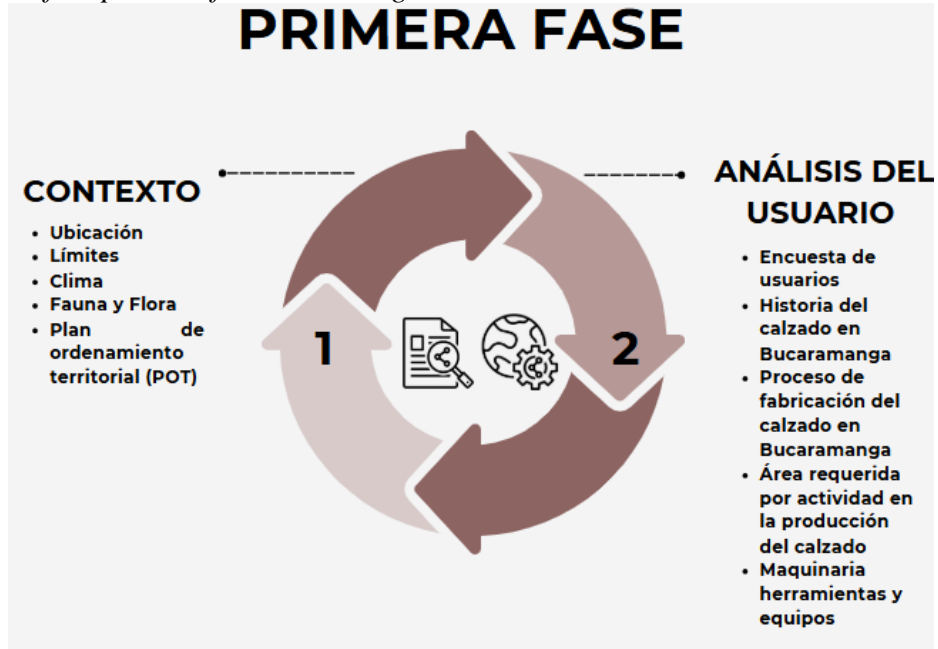 PRIMERA FASE
CONTEXTO
• Ubicación
• Límites
• Clima
• Fauna y Flora
• Plan de
ordenamiento
territorial (POT)
1
2
ANÁLISIS DEL
USUARIO
• Encuesta de
usuarios
• Historia del
calzado en
Bucaramanga
• Proceso de
fabricación del
calzado en
Bucaramanga
• Área requerida
por actividad en
la producción
del calzado
• Maquinaria
herramientas y
equipos